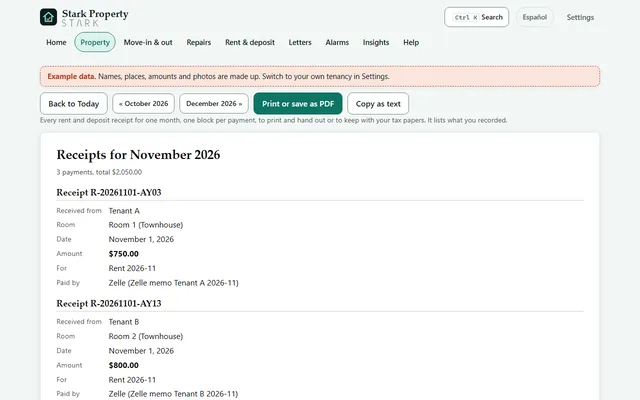 Stark Property
STARK
Ctrl K Search
Español
Settings
Home
Property
Move-in & out
Repairs
Rent & deposit
Letters
Alarms
Insights
Help
Example data. Names, places, amounts and photos are made up. Switch to your own tenancy in Settings.
Back to Today
« October 2026
December 2026 »
Print or save as PDF
Copy as text
Every rent and deposit receipt for one month, one block per payment, to print and hand out or to keep with your tax papers. It lists what you recorded.
Receipts for November 2026
3 payments, total $2,050.00
Receipt R-20261101-AY03
Received from Tenant A
Room Room 1 (Townhouse)
Date November 1, 2026
Amount $750.00
For Rent 2026-11
Paid by Zelle (Zelle memo Tenant A 2026-11)
Receipt R-20261101-AY13
Received from Tenant B
Room Room 2 (Townhouse)
Date November 1, 2026
Amount $800.00
For Rent 2026-11
Paid by Zelle (Zelle memo Tenant B 2026-11)